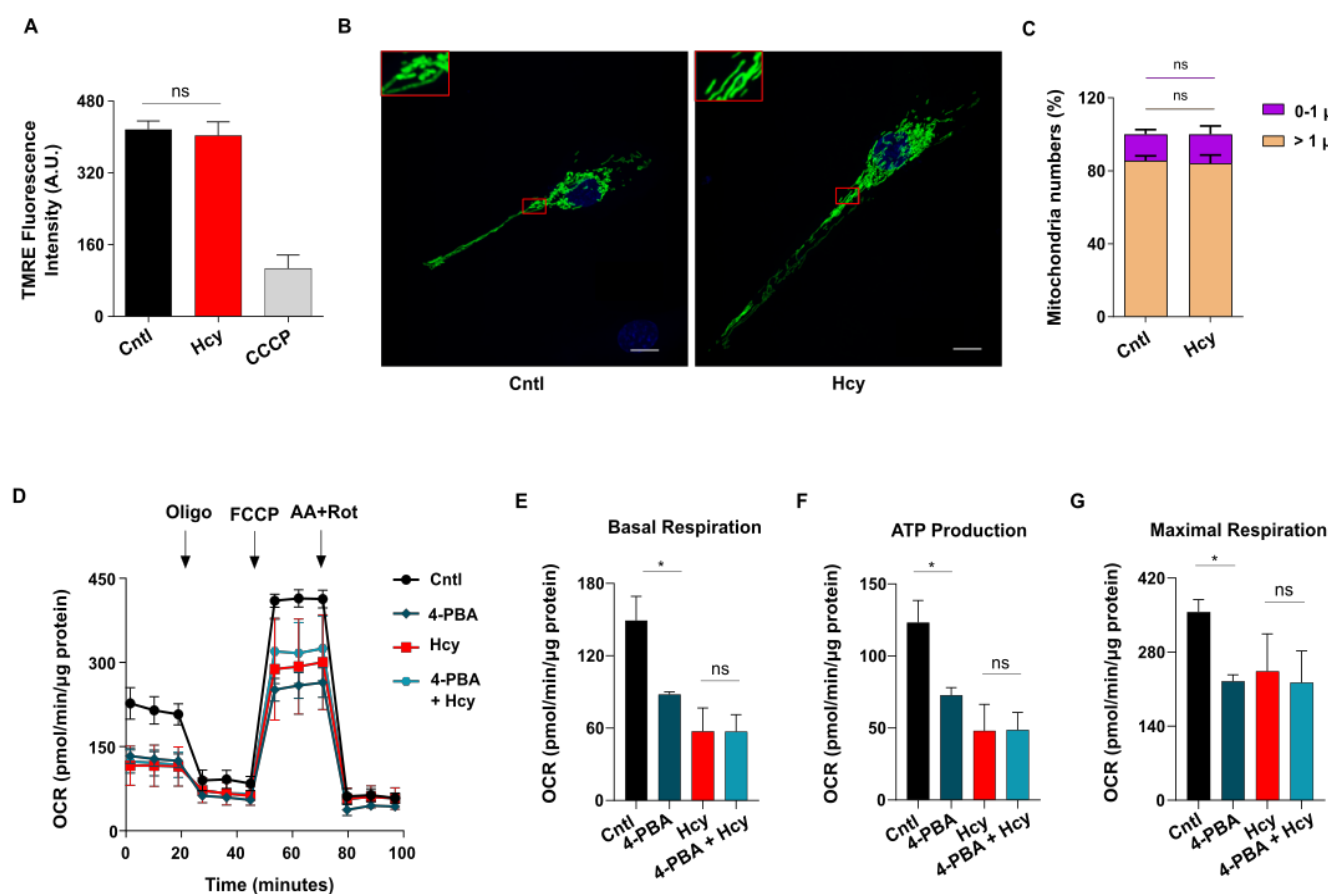 A
TMRE Fluorescence
Intensity (A.U.)
480
360
240
160
80
0
ns
Cntl
Hcy
CCCP
B
Cntl
Hcy
C
Mitochondria numbers (%)
120
80
40
0
ns
ns
Cntl
Hcy
0-1 µ
> 1 µ
D
OCR (pmol/min/µg protein)
450
300
150
0
Oligo
FCCP
AA+Rot
0
20
40
60
80
100
Time (minutes)
Cntl
4-PBA
Hcy
4-PBA
+ Hcy
E
Basal Respiration
OCR (pmol/min/µg protein)
180
120
60
0
*
ns
Cntl
4-PBA
Hcy
4-PBA + Hcy
F
ATP Production
OCR (pmol/min/µg protein)
150
100
50
0
*
ns
Cntl
4-PBA
Hcy
4-PBA + Hcy
G
Maximal Respiration
OCR (pmol/min/µg protein)
420
280
140
0
*
ns
Cntl
4-PBA
Hcy
4-PBA + Hcy